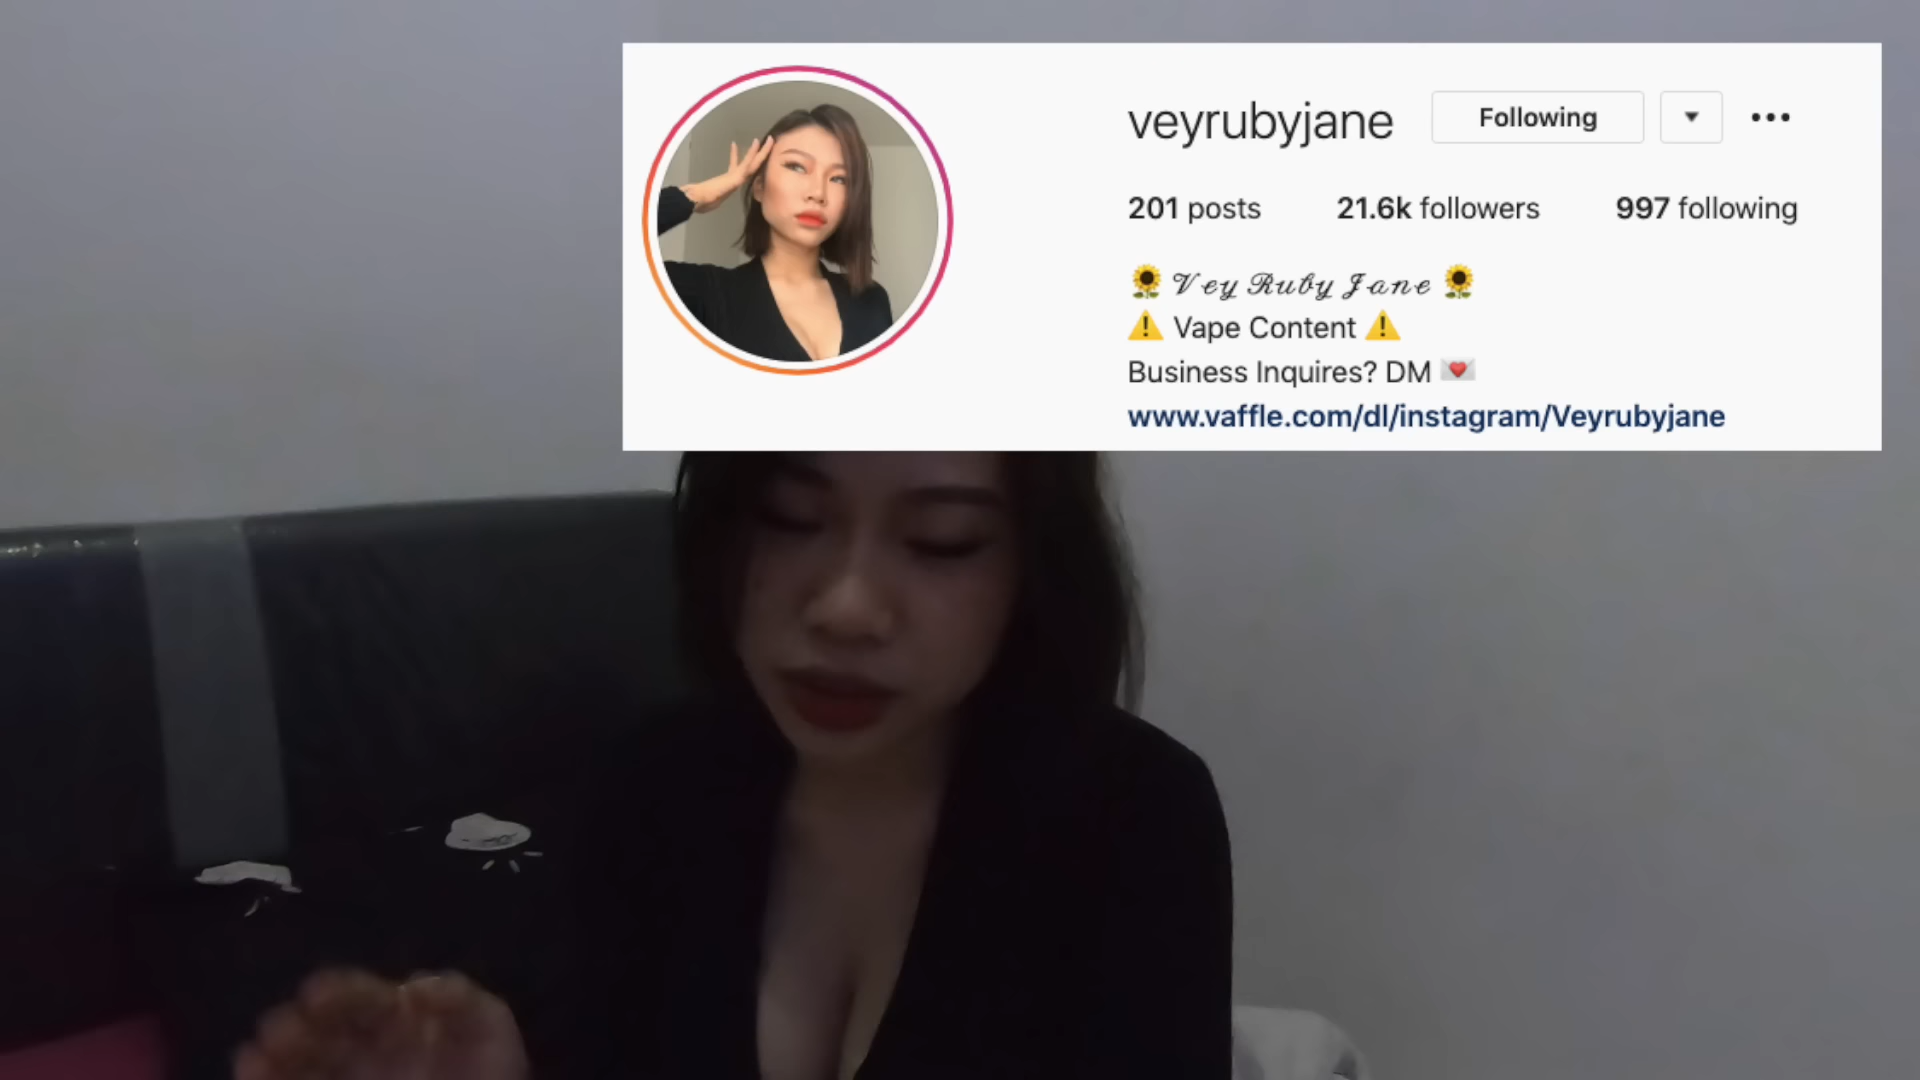 veyrubyjane Following
201 posts 21.6k followers 997 following
🌻 𝒱𝑒𝓎 𝑅𝓊𝒷𝓎 𝒥𝒶𝓃𝑒 🌻
⚠️ Vape Content ⚠️
Business Inquires? DM 💌
www.vaffle.com/dl/instagram/Veyrubyjane